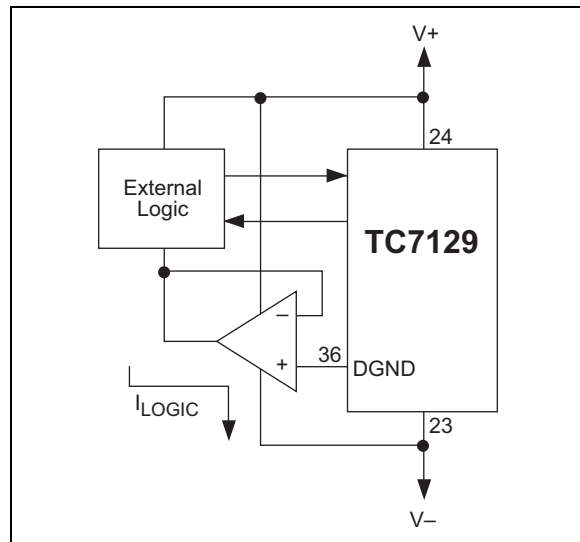 V+
24
External
Logic
TC7129
–
+
36
DGND
ILOGIC
23
V–